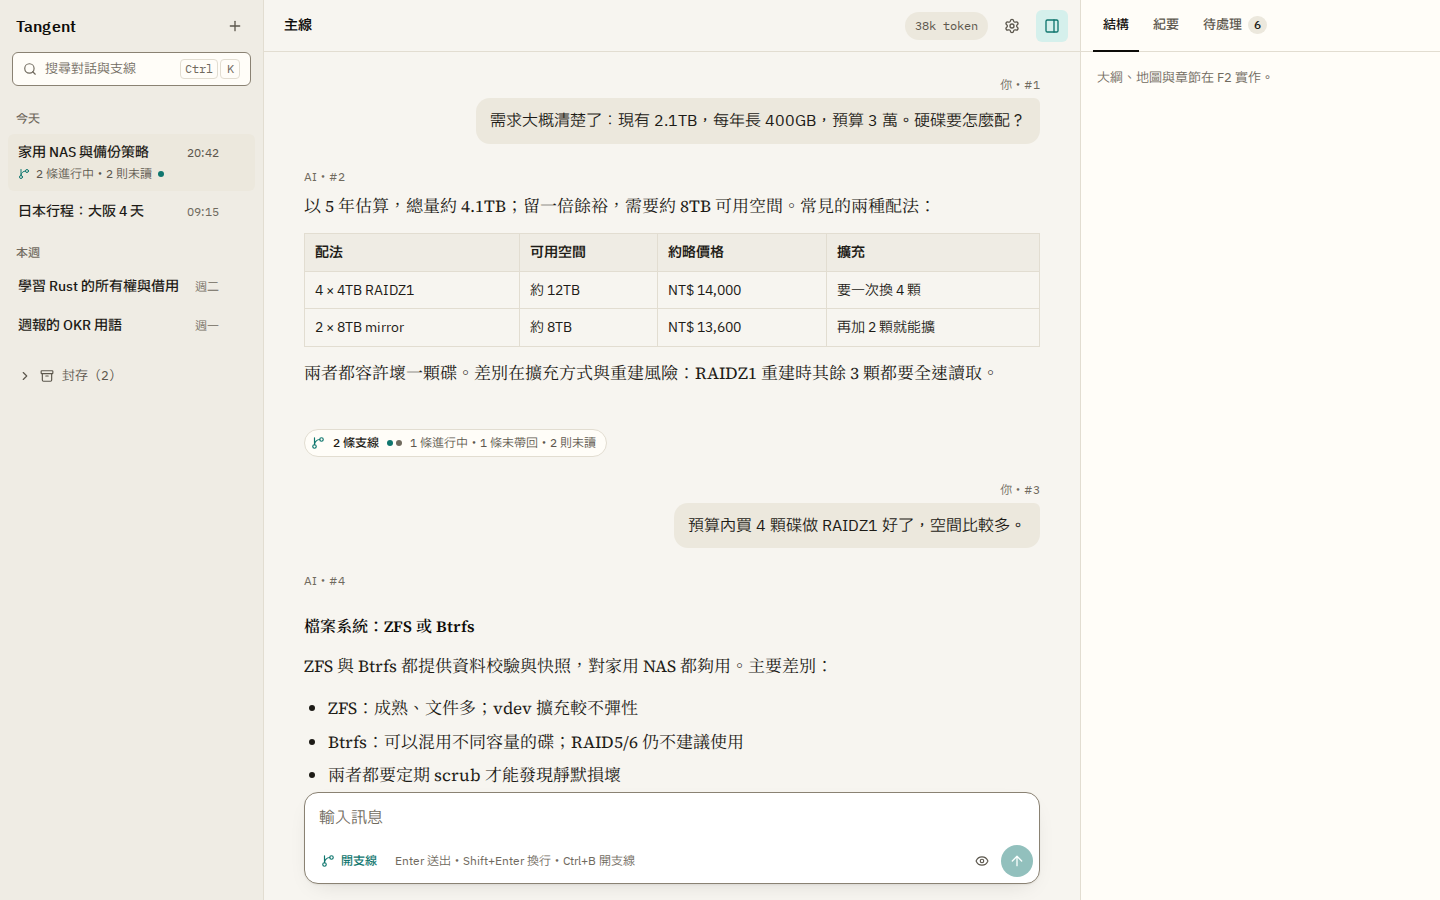 Tangent
搜尋對話與支線 Ctrl K
今天
家用 NAS 與備份策略 20:42
2 條進行中・2 則未讀
日本行程：大阪 4 天 09:15
本週
學習 Rust 的所有權與借用 週二
週報的 OKR 用語 週一
封存（2）
主線
38k token
你・#1
需求大概清楚了：現有 2.1TB，每年長 400GB，預算 3 萬。硬碟要怎麼配？
AI・#2
以 5 年估算，總量約 4.1TB；留一倍餘裕，需要約 8TB 可用空間。常見的兩種配法：
配法 可用空間 約略價格 擴充
4 × 4TB RAIDZ1 約 12TB NT$ 14,000 要一次換 4 顆
2 × 8TB mirror 約 8TB NT$ 13,600 再加 2 顆就能擴
兩者都容許壞一顆碟。差別在擴充方式與重建風險：RAIDZ1 重建時其餘 3 顆都要全速讀取。
2 條支線 1 條進行中・1 條未帶回・2 則未讀
你・#3
預算內買 4 顆碟做 RAIDZ1 好了，空間比較多。
AI・#4
檔案系統：ZFS 或 Btrfs
ZFS 與 Btrfs 都提供資料校驗與快照，對家用 NAS 都夠用。主要差別：
ZFS：成熟、文件多；vdev 擴充較不彈性
Btrfs：可以混用不同容量的碟；RAID5/6 仍不建議使用
兩者都要定期 scrub 才能發現靜默損壞
輸入訊息
開支線 Enter 送出・Shift+Enter 換行・Ctrl+B 開支線
結構 紀要 待處理 6
大綱、地圖與章節在 F2 實作。